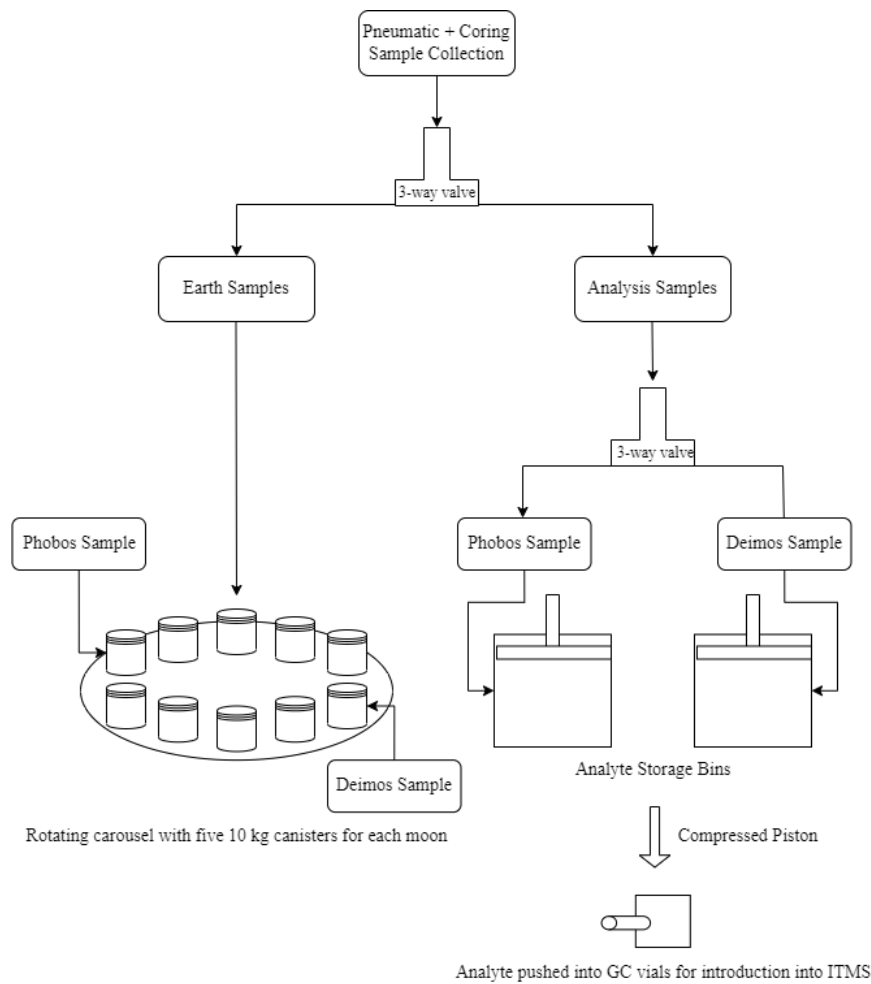 Pneumatic + Coring
Sample Collection
3-way valve
Earth Samples
Analysis Samples
3-way valve
Phobos Sample
Phobos Sample
Deimos Sample
Deimos Sample
Analyte Storage Bins
Rotating carousel with five 10 kg canisters for each moon
Compressed Piston
Analyte pushed into GC vials for introduction into ITMS